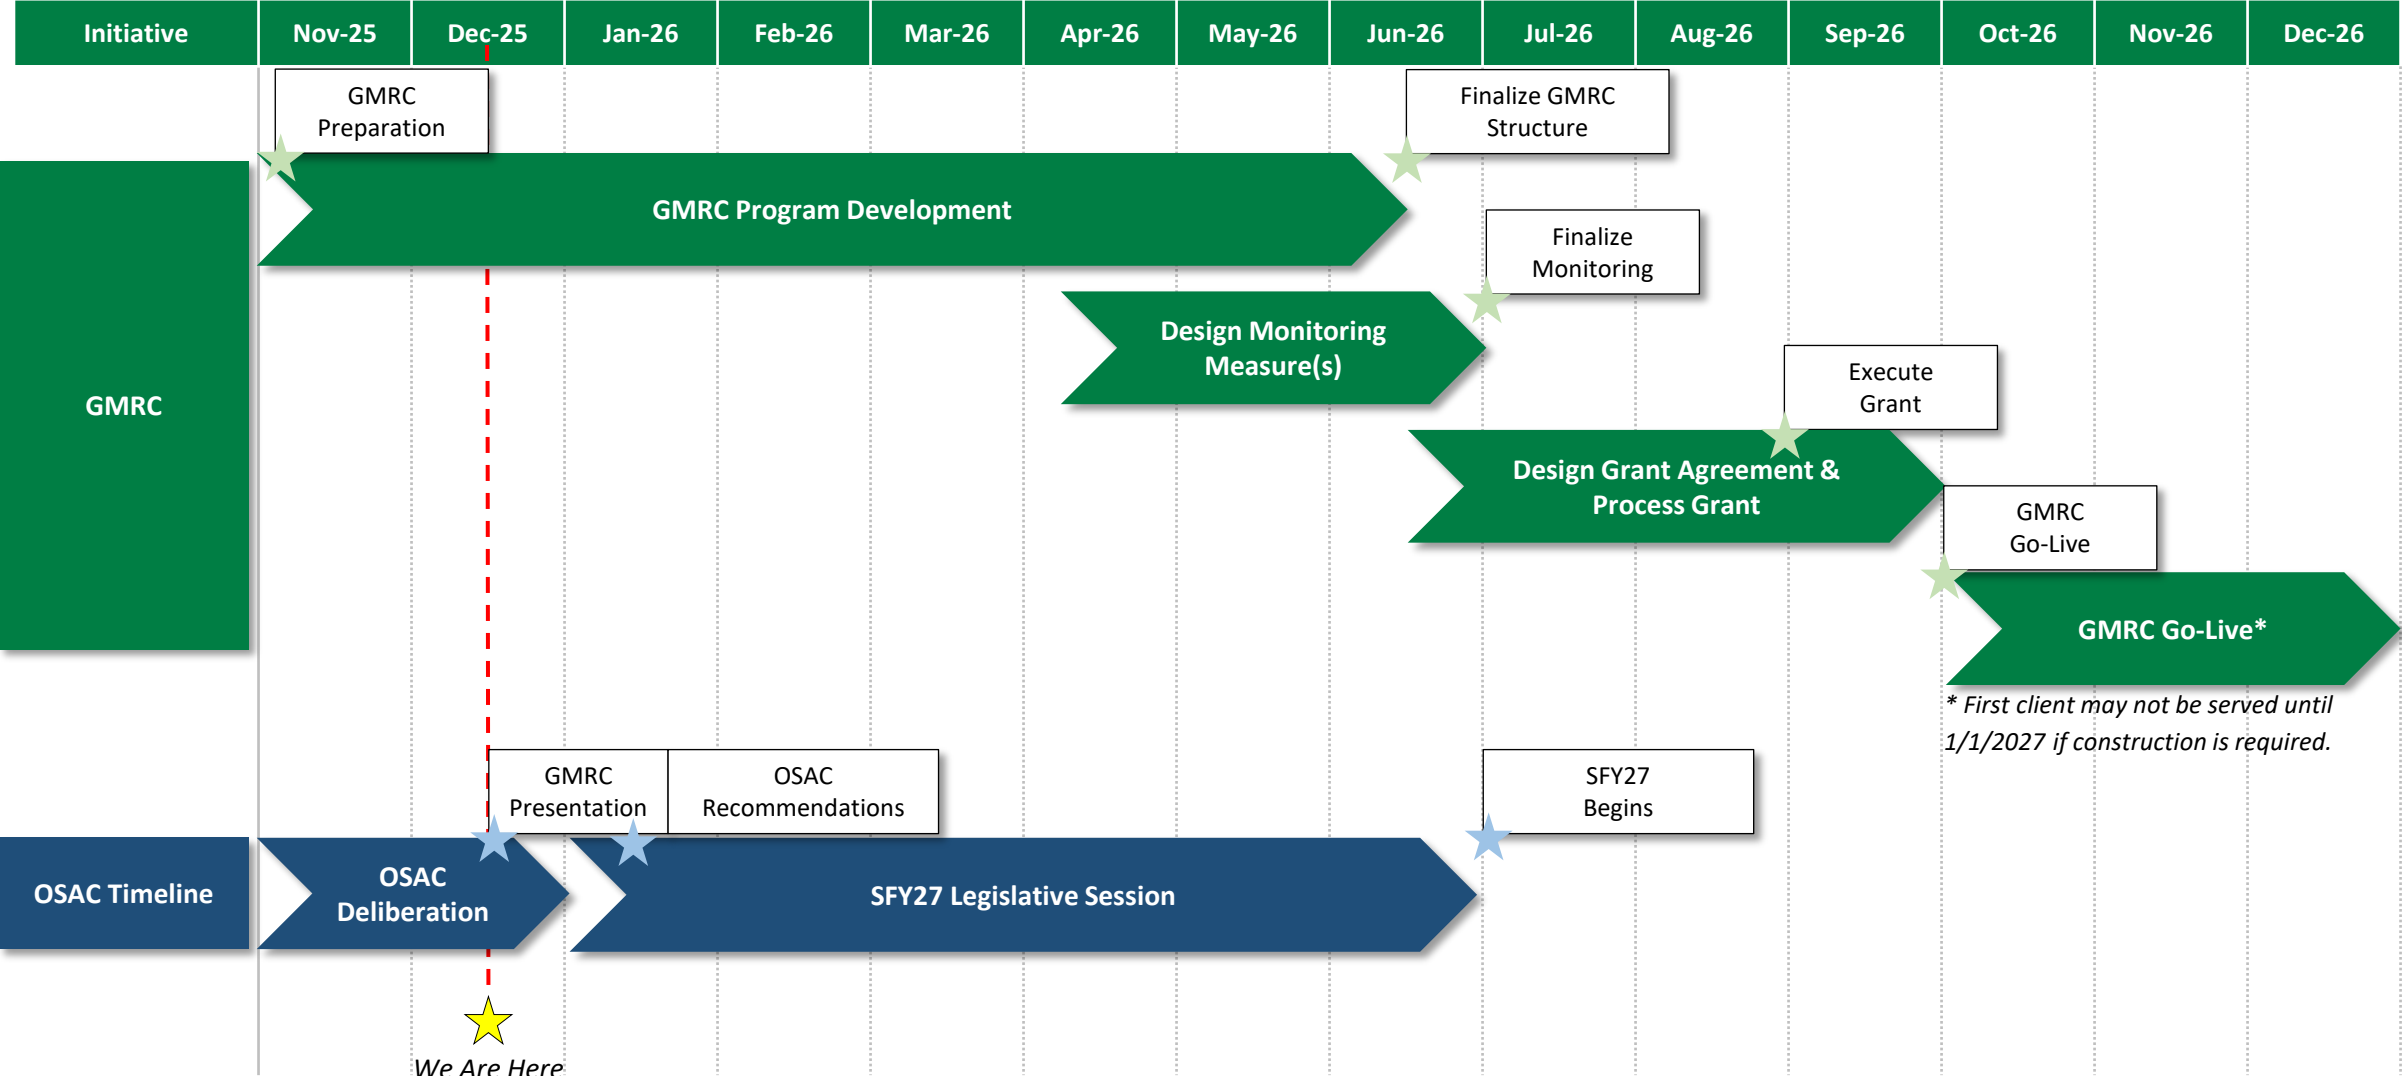 Initiative Nov-25 Dec-25 Jan-26 Feb-26 Mar-26 Apr-26 May-26 Jun-26 Jul-26 Aug-26 Sep-26 Oct-26 Nov-26 Dec-26
GMRC
Preparation
Finalize GMRC
Structure
GMRC Program Development
Finalize
Monitoring
Design Monitoring
Measure(s)
Execute
Grant
GMRC
Design Grant Agreement &
Process Grant
GMRC
Go-Live
GMRC Go-Live*
* First client may not be served until
1/1/2027 if construction is required.
GMRC
Presentation
OSAC
Recommendations
SFY27
Begins
OSAC Timeline
OSAC
Deliberation
SFY27 Legislative Session
We Are Here